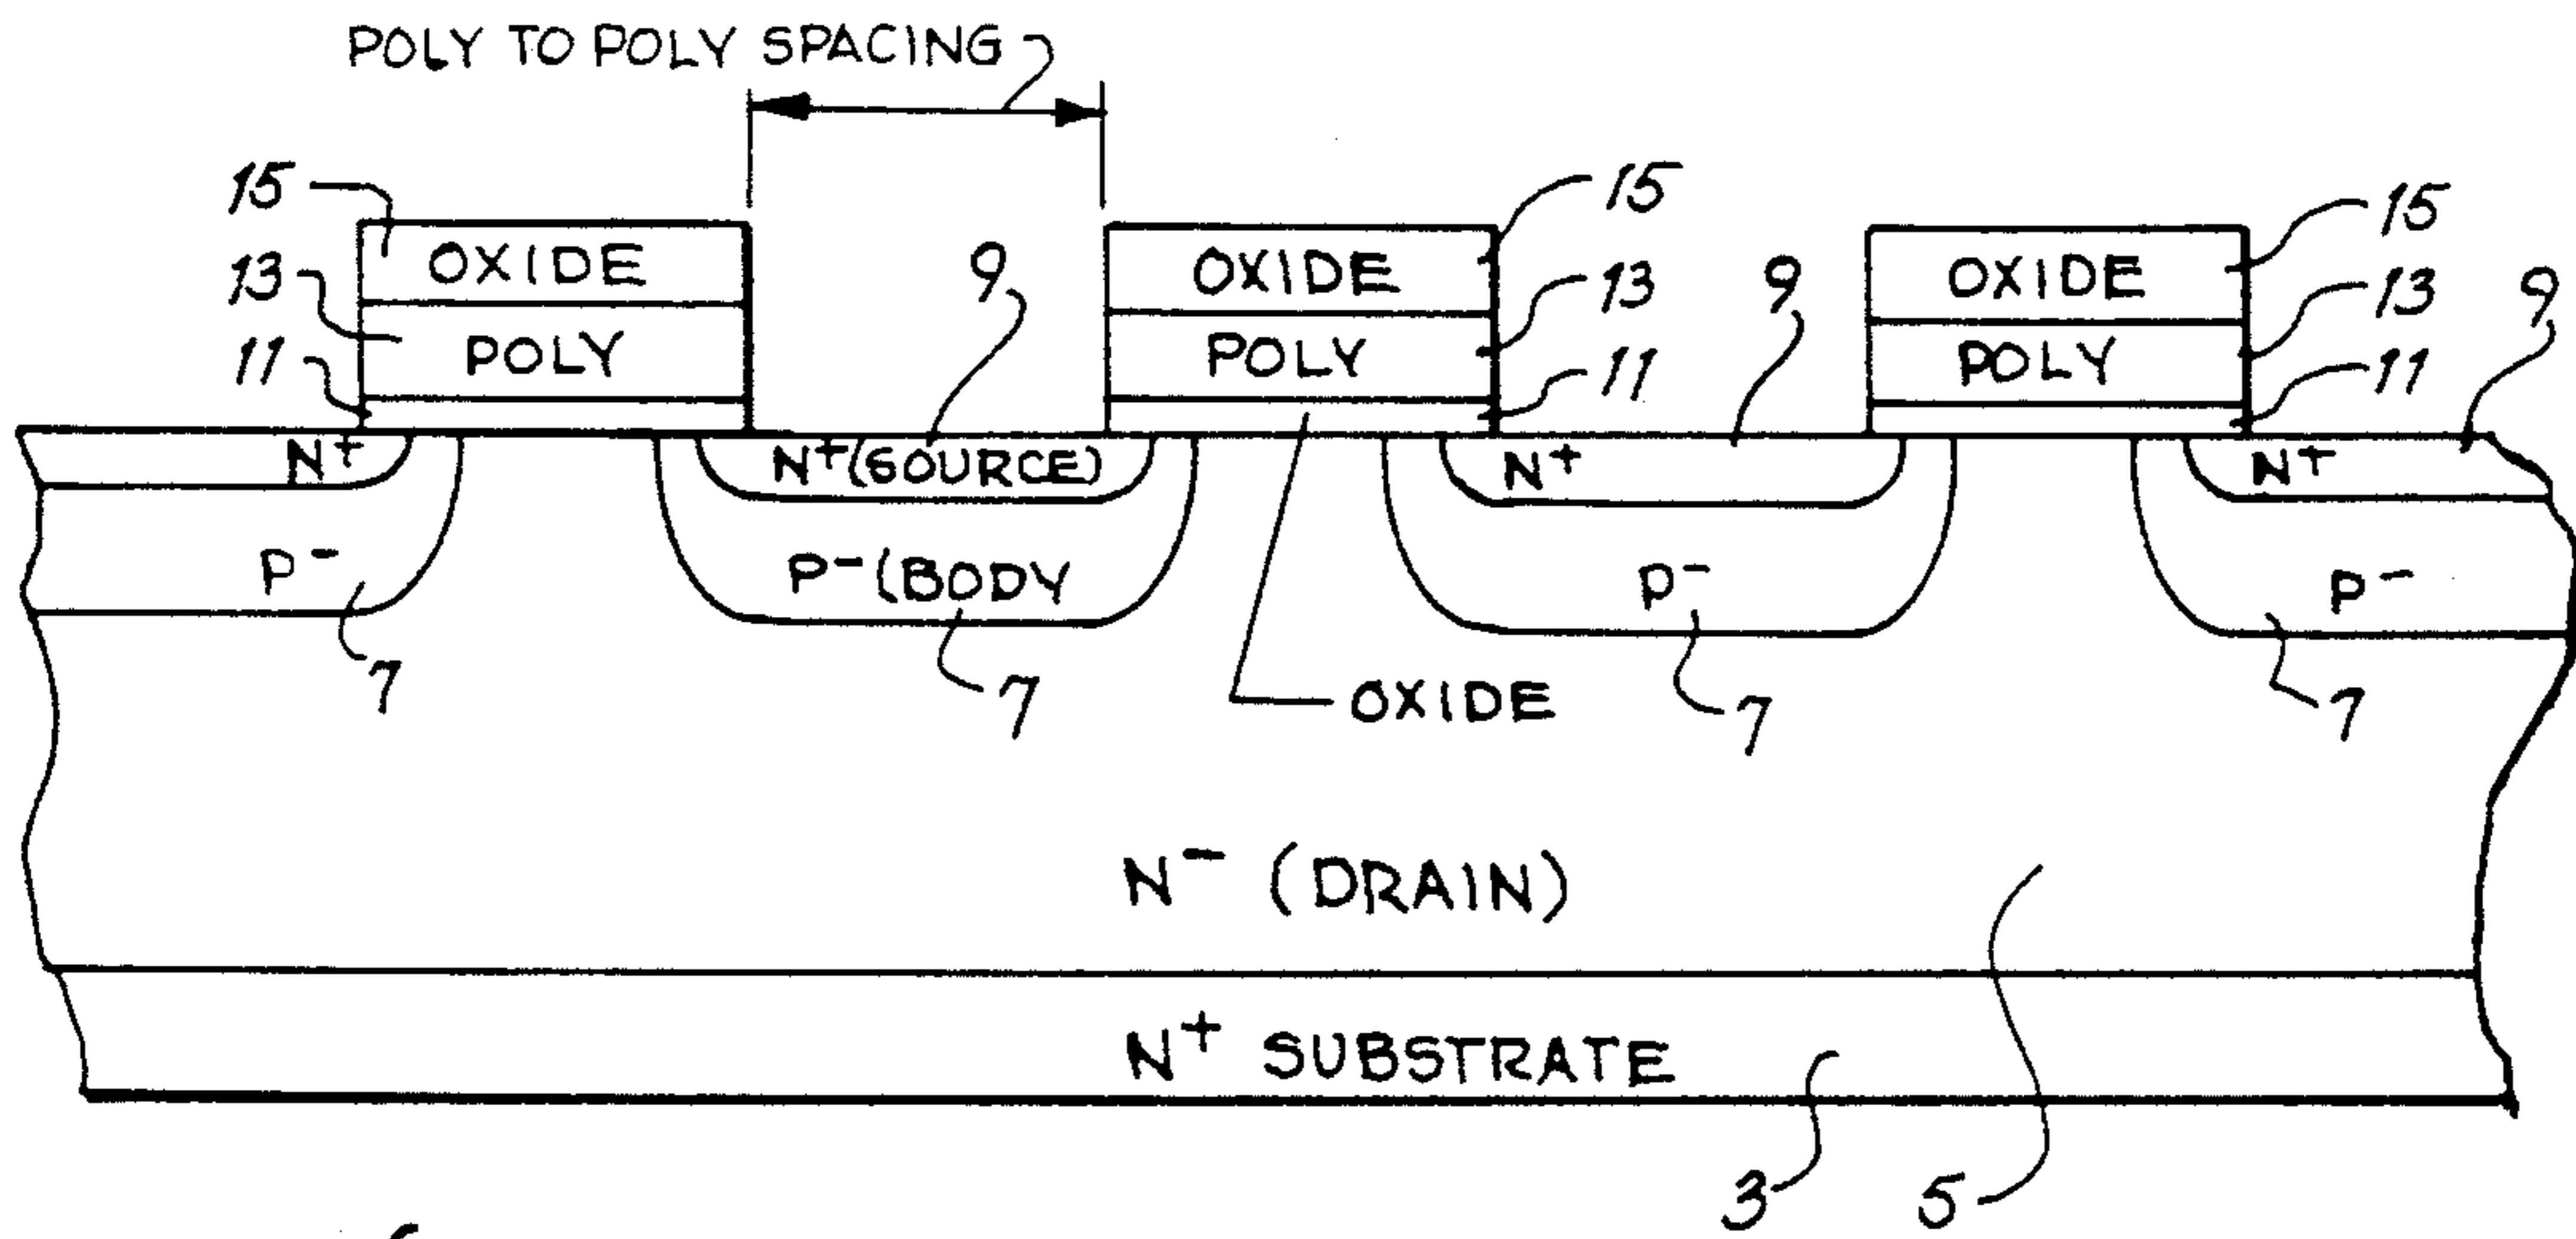 POLY TO POLY SPACING
15
15
15
OXIDE
OXIDE
OXIDE
13
9
13
9
13
9
POLY
POLY
POLY
11
11
11
N+
N+(SOURCE)
N+
N+
P-
P-(BODY
P-
P-
7
7
OXIDE
7
7
N- (DRAIN)
N+ SUBSTRATE
3
5